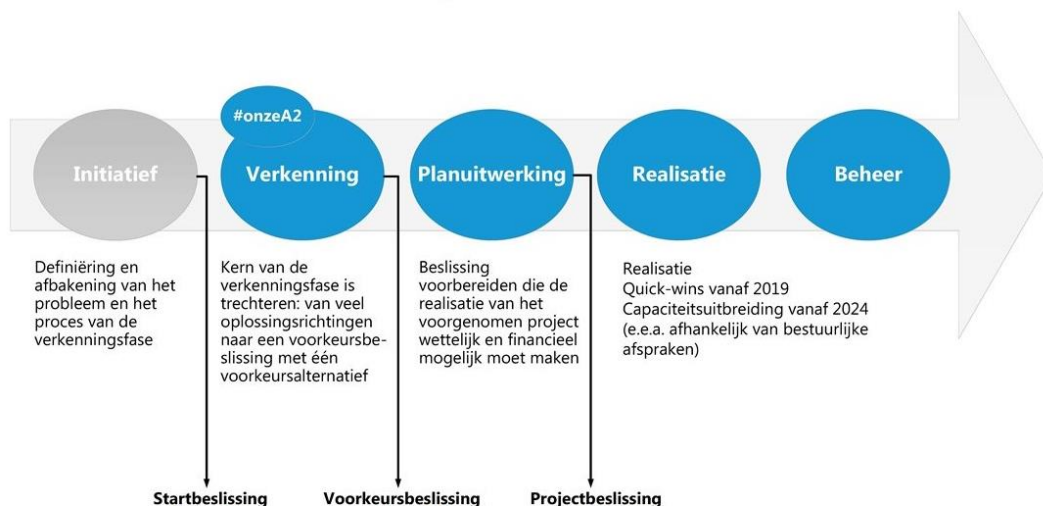 #onzeA2
Initiatief
Verkenning
Planuitwerking
Realisatie
Beheer
Definiëring en
afbakening van het
probleem en het
proces van de
verkenningsfase
Kern van de
verkenningsfase is
trechteren: van veel
oplossingsrichtingen
naar een voorkeursbe-
slissing met één
voorkeursalternatief
Beslissing
voorbereiden die de
realisatie van het
voorgenomen project
wettelijk en financieel
mogelijk moet maken
Realisatie
Quick-wins vanaf 2019
Capaciteitsuitbreiding vanaf 2024
(e.e.a. afhankelijk van bestuurlijke
afspraken)
Startbeslissing
Voorkeursbeslissing
Projectbeslissing